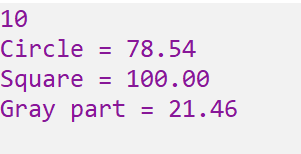 10
Circle = 78.54
Square = 100.00
Gray part = 21.46